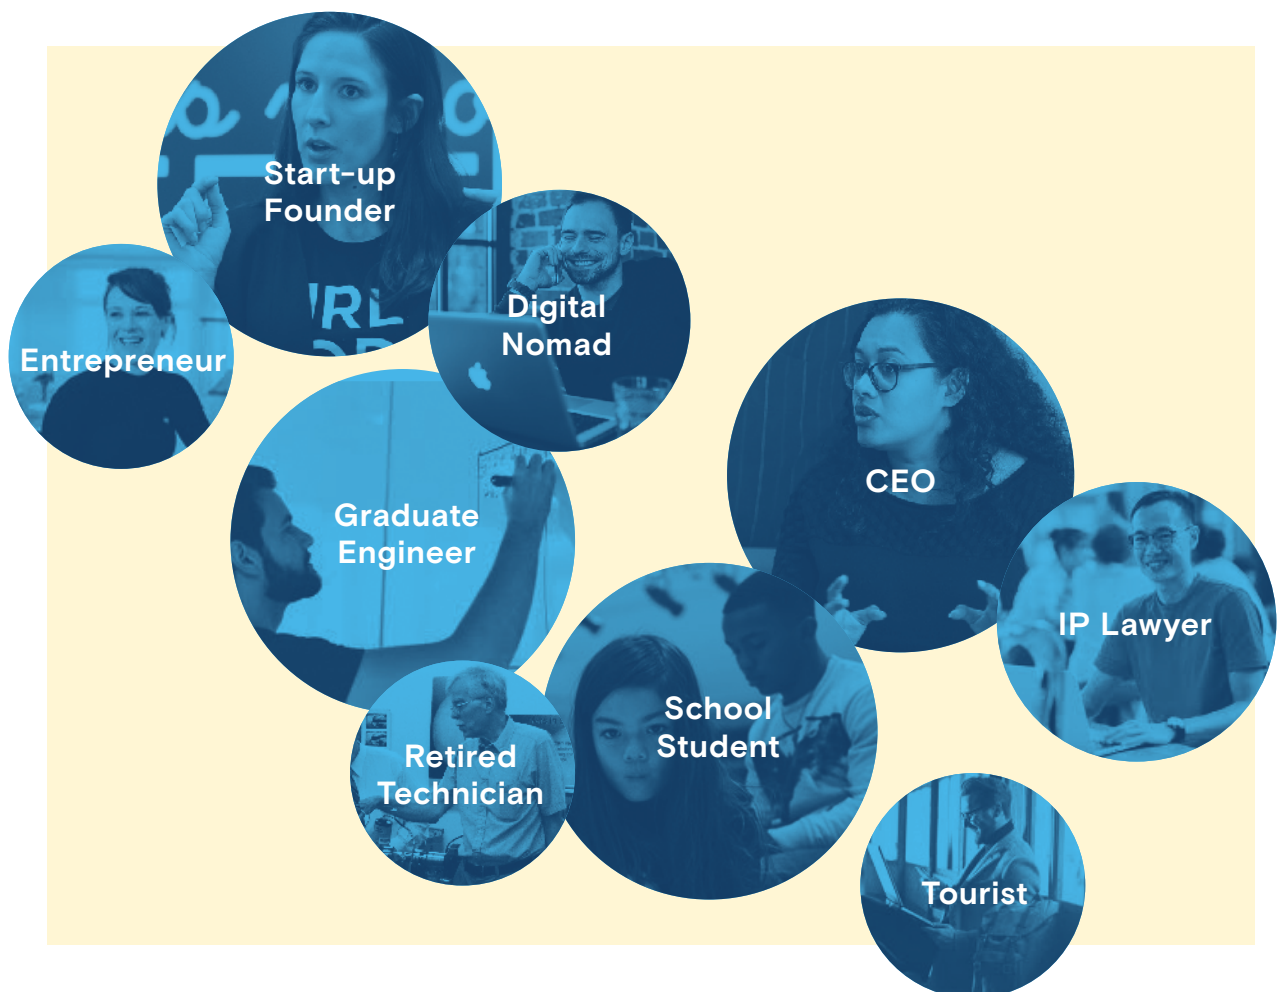 Start-up
Founder
Digital
Nomad
Entrepreneur
CEO
Graduate
Engineer
IP Lawyer
School
Student
Retired
Technician
Tourist